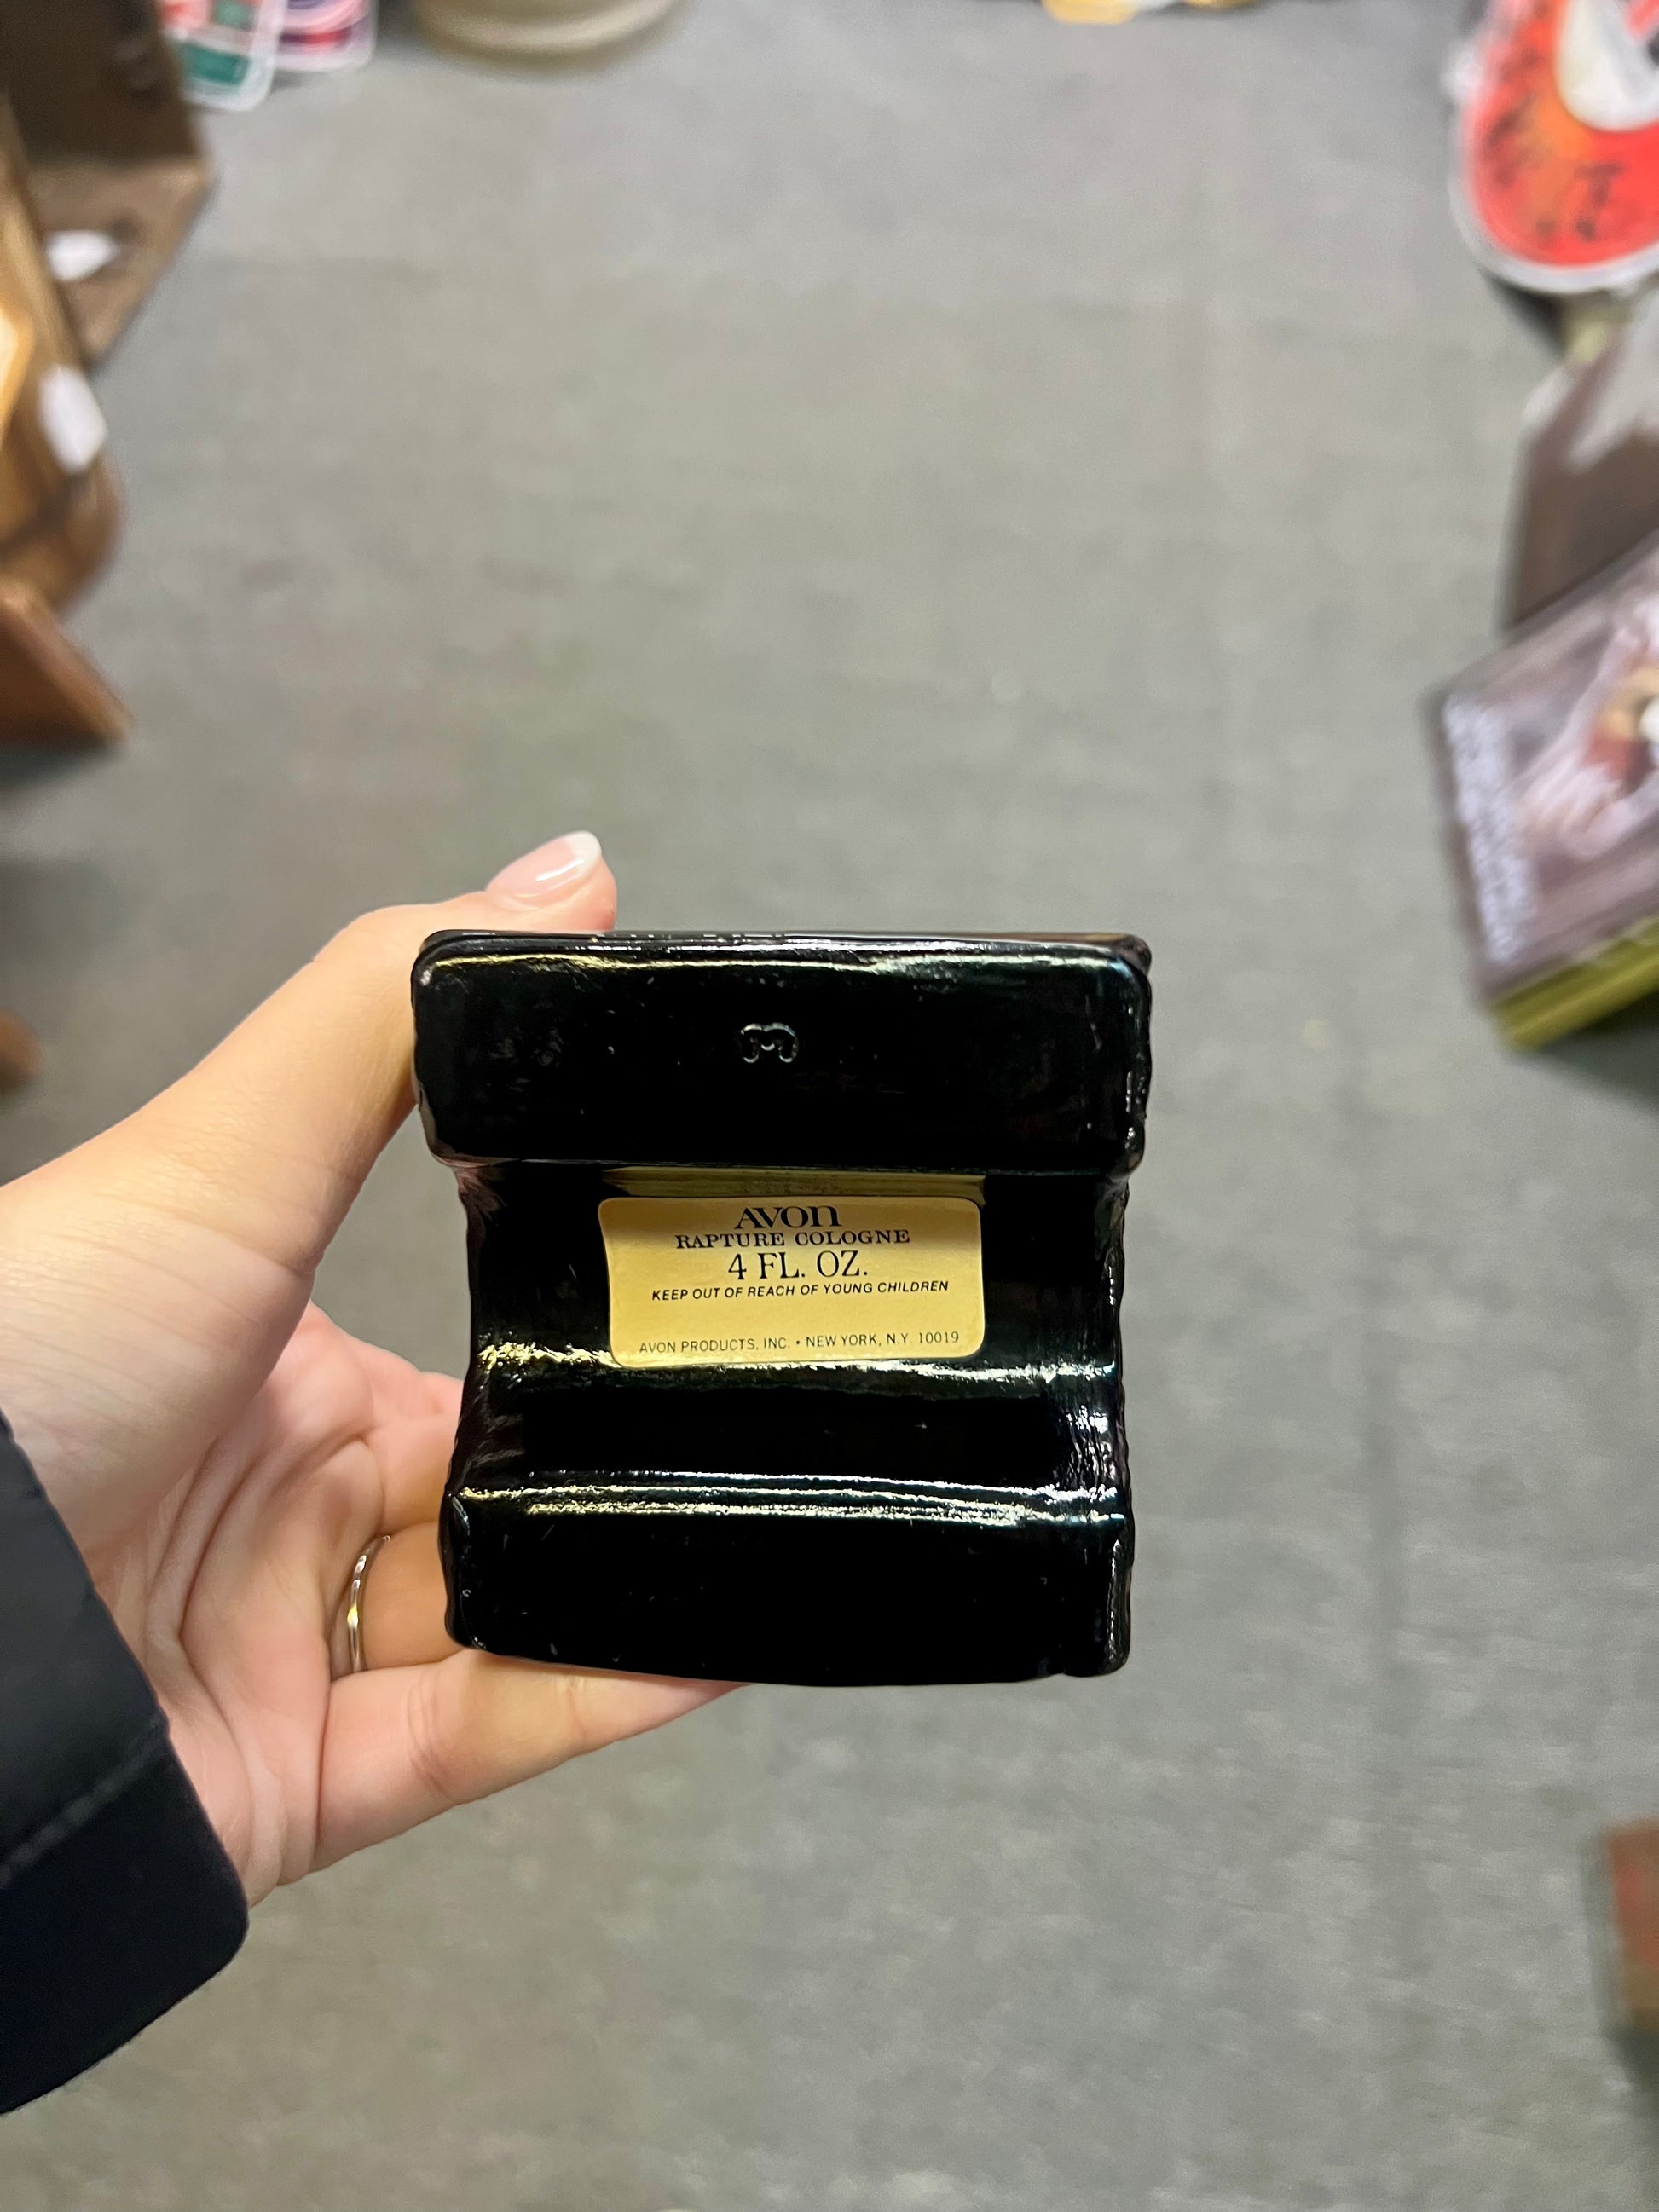 3
AVON
RAPTURE COLOGNE
4 FL. OZ.
KEEP OUT OF REACH OF YOUNG CHILDREN
AVON PRODUCTS, INC. • NEW YORK, N.Y. 10019